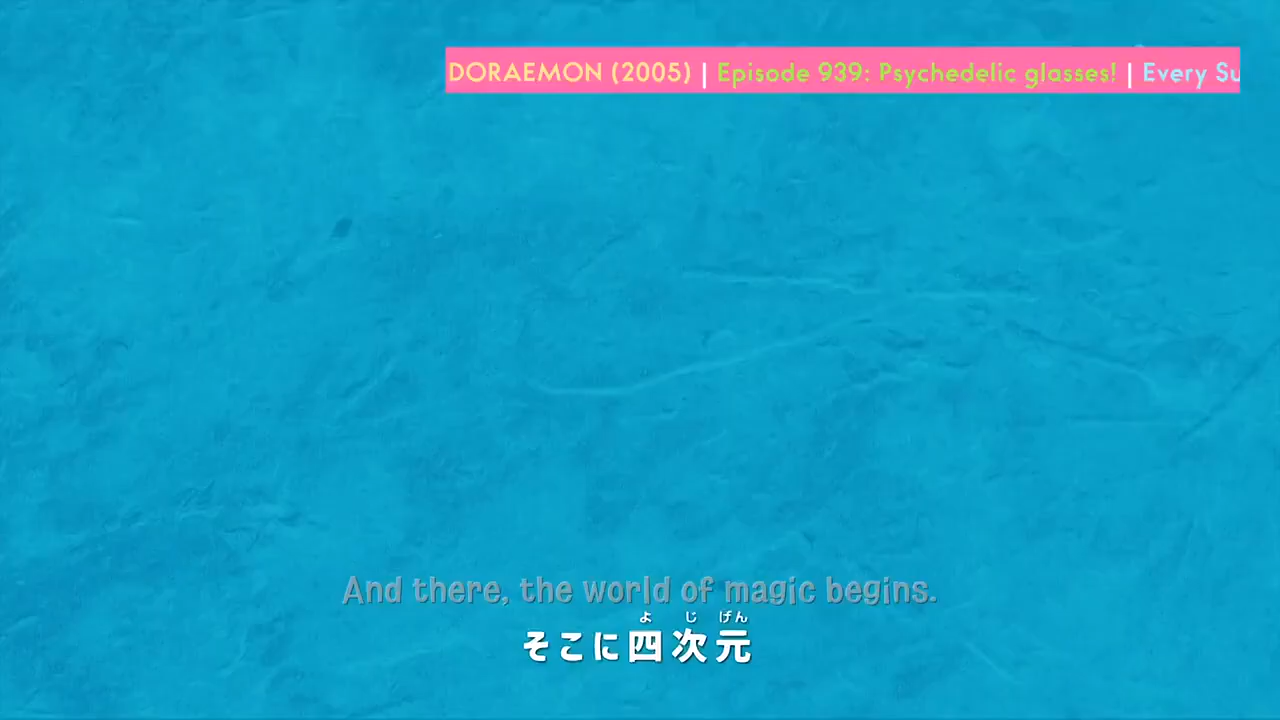 DORAEMON (2005) | Episode 939: Psychedelic glasses! | Every Su
And there, the world of magic begins.
よ じ げん
そこに四次元